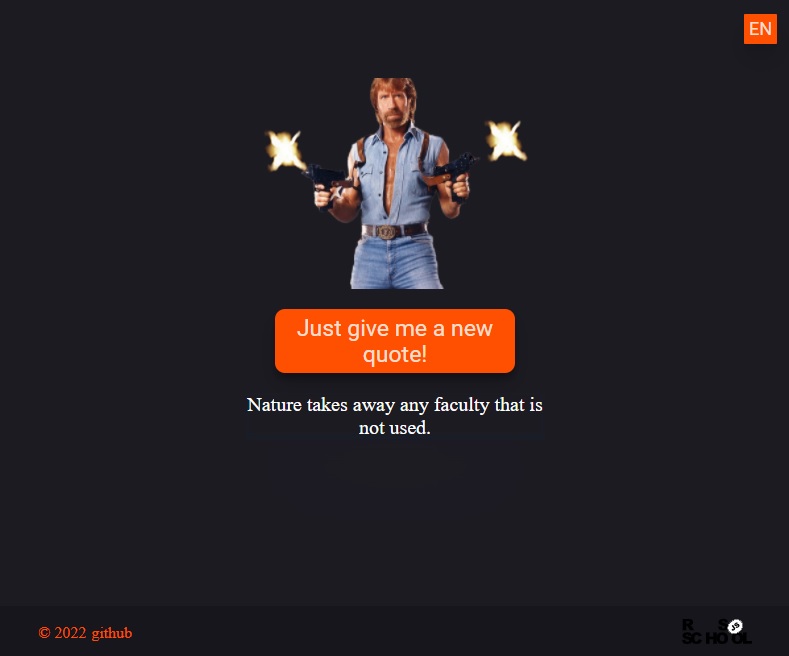 EN
Just give me a new
quote!
Nature takes away any faculty that is
not used.
© 2022 github
R S
SCHOOL
JS